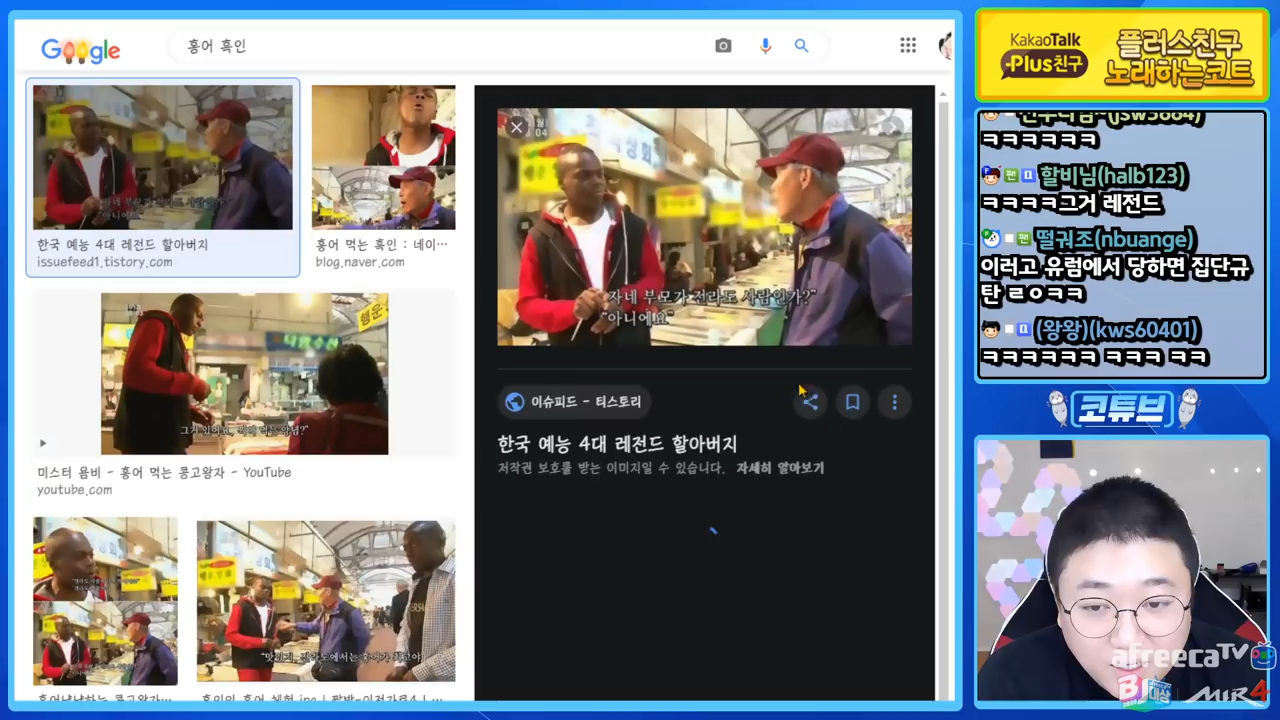 Google
홍어 흑인
한국 예능 4대 레전드 할아버지
issuefeed1.tistory.com
홍어 먹는 흑인 : 네이…
blog.naver.com
미스터 욤비 - 홍어 먹는 콩고왕자 - YouTube
youtube.com
"자네 부모가 전라도 사람인가?"
"아니에요"
이슈피드 - 티스토리
한국 예능 4대 레전드 할아버지
저작권 보호를 받는 이미지일 수 있습니다. 자세히 알아보기
KakaoTalk
Plus친구
플러스친구
노래하는코트
ㅋㅋㅋㅋㅋㅋ
할비님(halb123)
ㅋㅋㅋㅋ그거 레전드
떨궈조(nbuange)
이러고 유럼에서 당하면 집단규
탄 ㄹㅇㅋㅋ
(왕왕)(kws60401)
ㅋㅋㅋㅋㅋㅋ ㅋㅋㅋ ㅋㅋ
코튜브
afreecaTV
BJ대상
MIR4